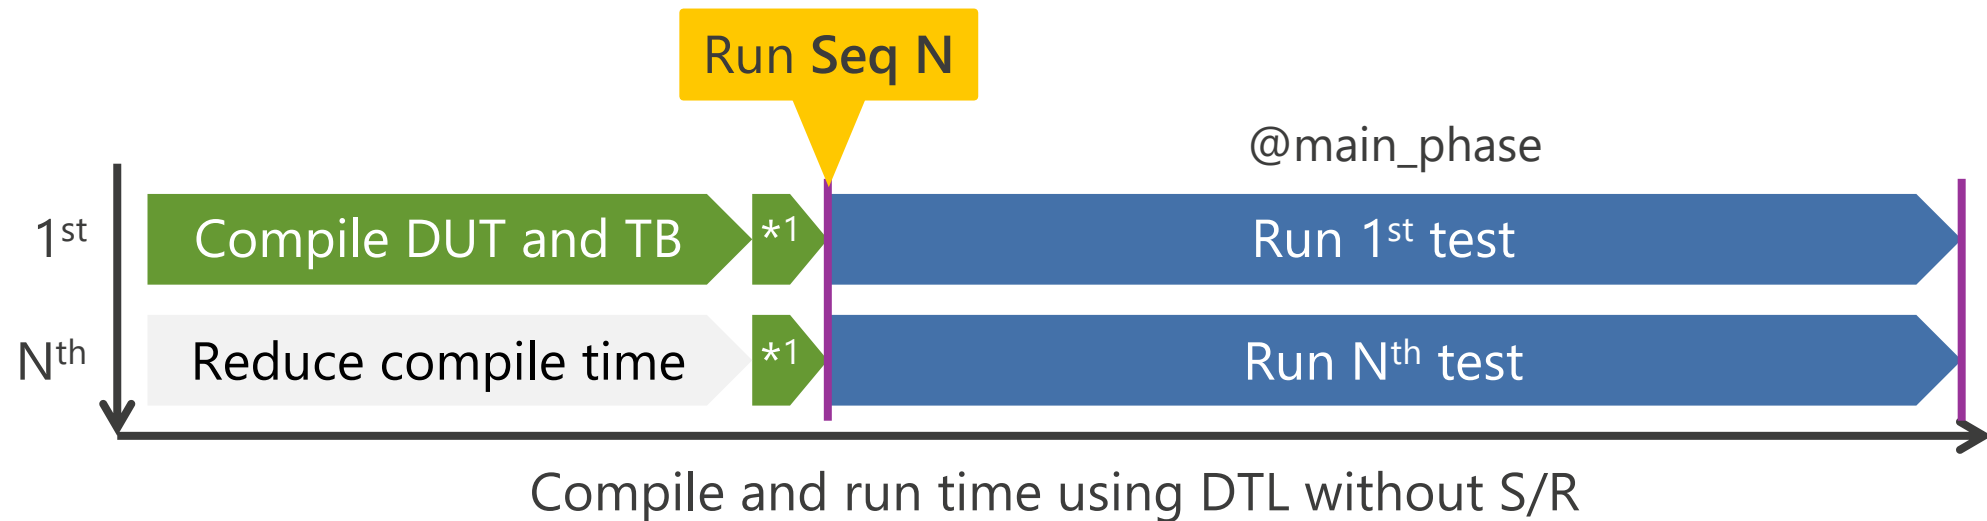 Run Seq N
@main_phase
1st
Compile DUT and TB
*1
Run 1st test
Nth
Reduce compile time
*1
Run Nth test
Compile and run time using DTL without S/R